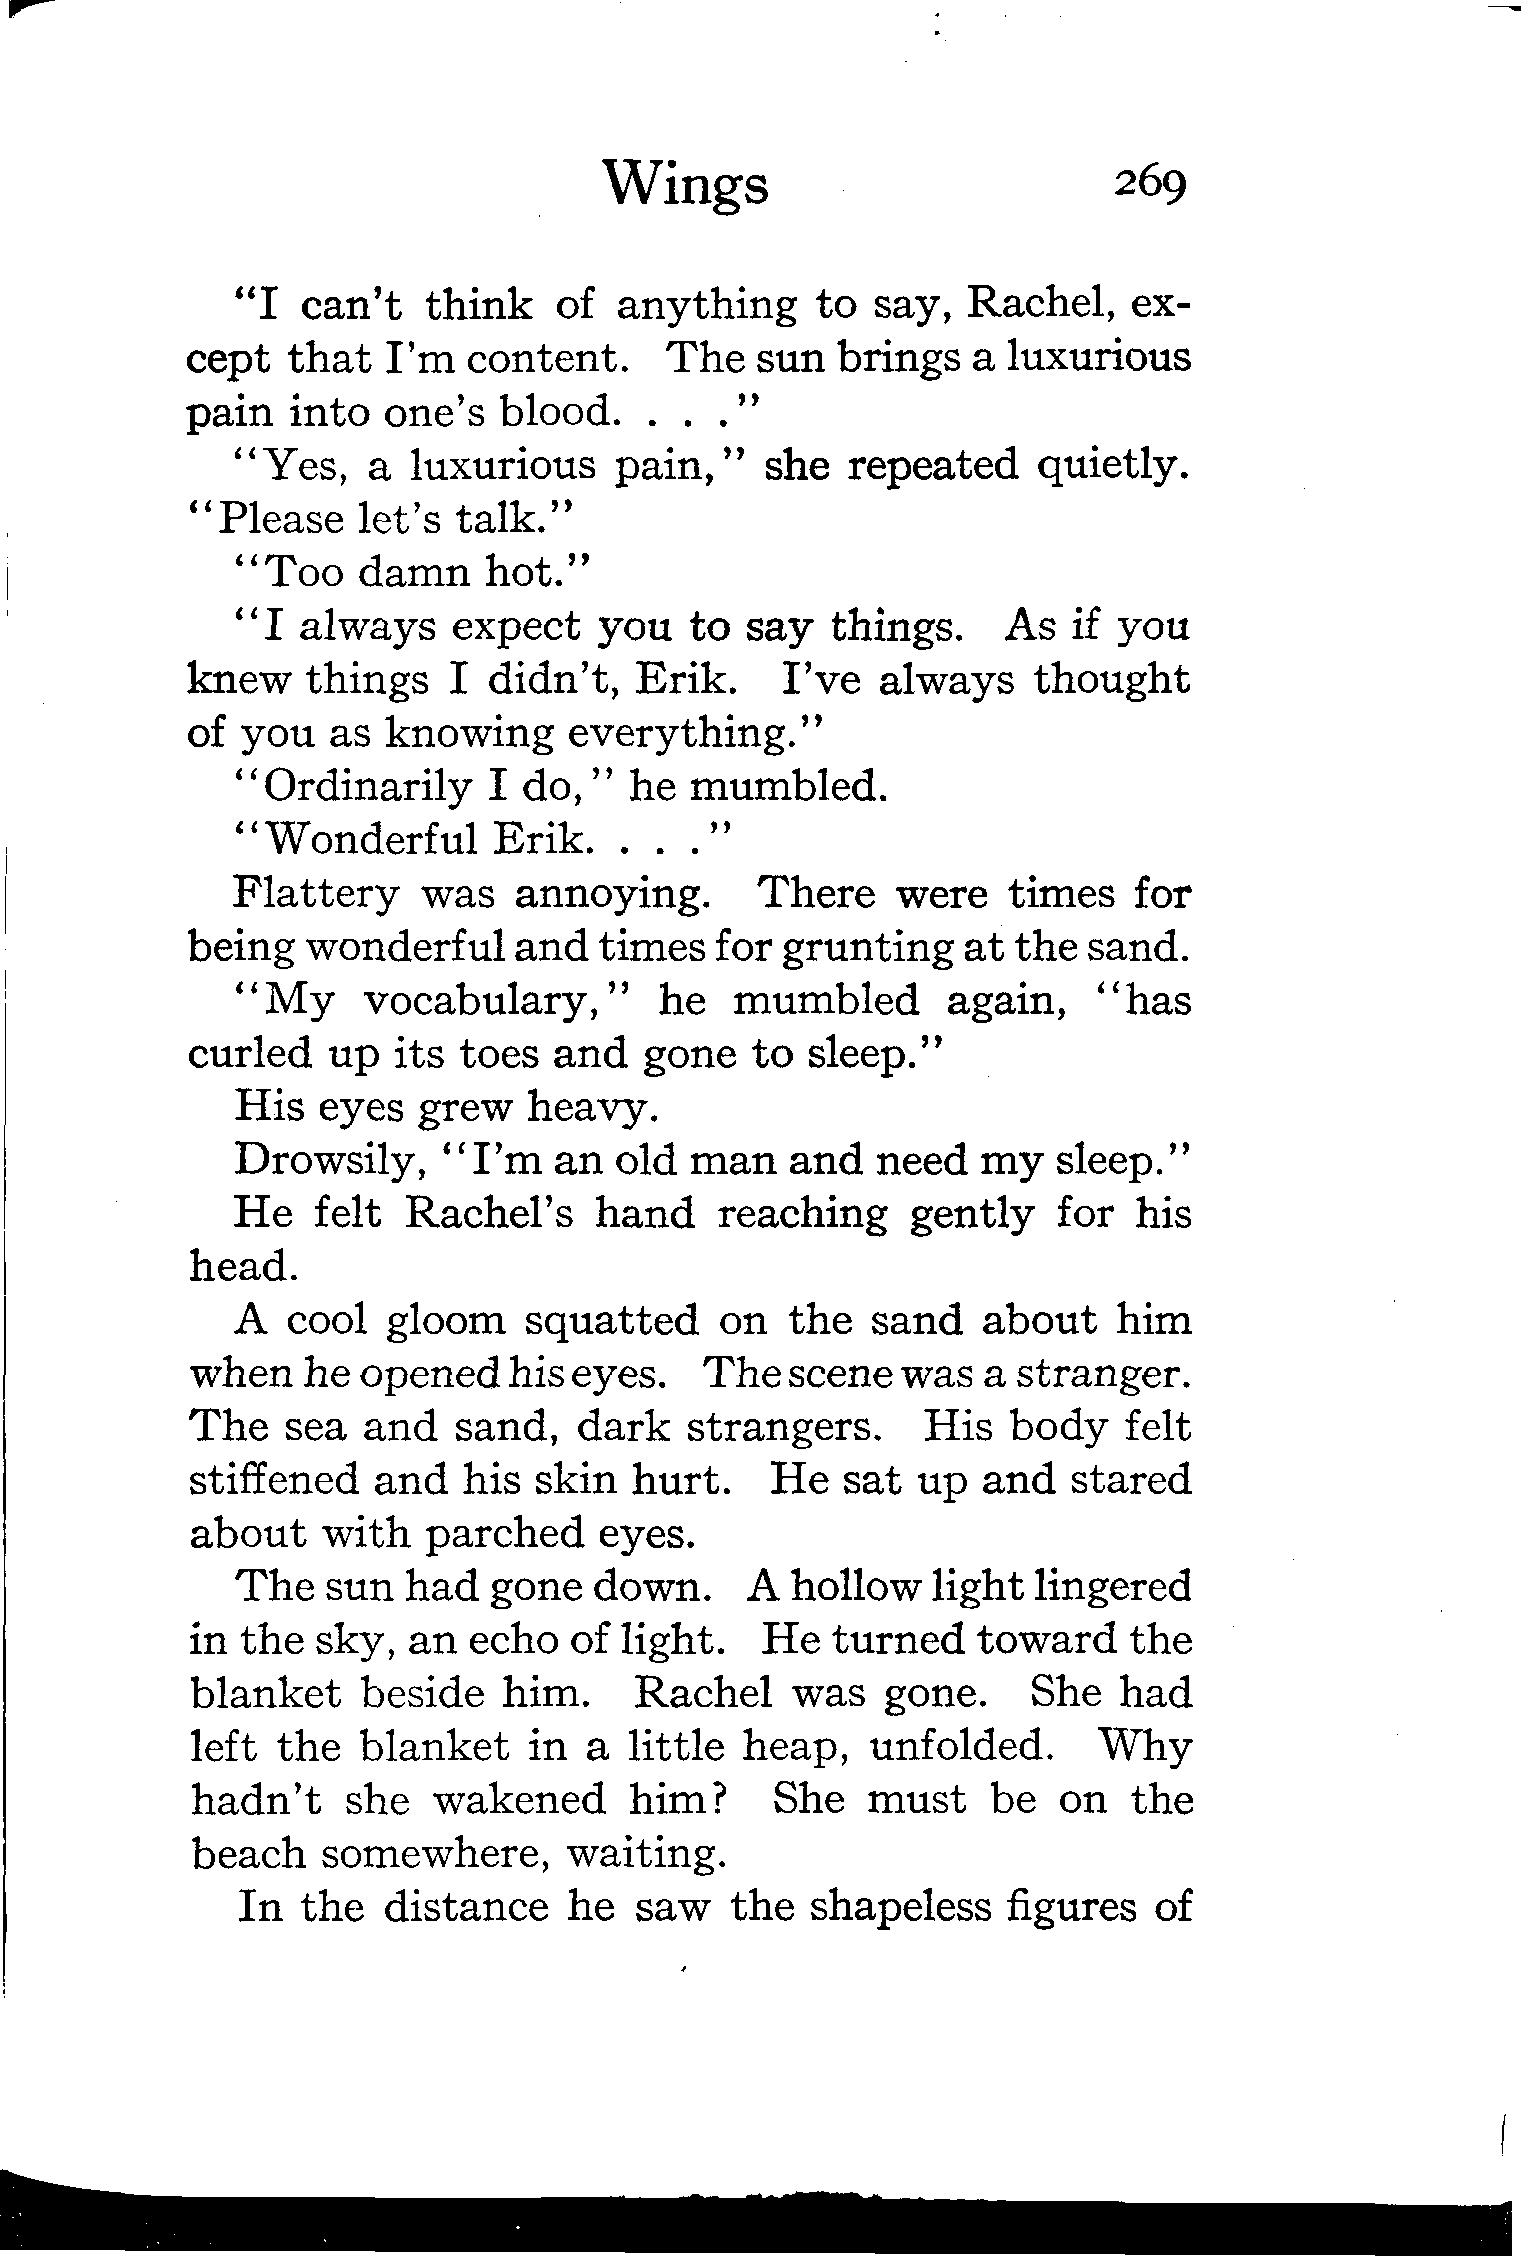 Wings 269
"I can't think of anything to say, Rachel, ex-
cept that I'm content. The sun brings a luxurious
pain into one's blood. . . ."
"Yes, a luxurious pain," she repeated quietly.
"Please let's talk."
"Too damn hot."
"I always expect you to say things. As if you
knew things I didn't, Erik. I've always thought
of you as knowing everything."
"Ordinarily I do," he mumbled.
"Wonderful Erik. . . ."
Flattery was annoying. There were times for
being wonderful and times for grunting at the sand.
"My vocabulary," he mumbled again, "has
curled up its toes and gone to sleep."
His eyes grew heavy.
Drowsily, "I'm an old man and need my sleep."
He felt Rachel's hand reaching gently for his
head.
A cool gloom squatted on the sand about him
when he opened his eyes. The scene was a stranger.
The sea and sand, dark strangers. His body felt
stiffened and his skin hurt. He sat up and stared
about with parched eyes.
The sun had gone down. A hollow light lingered
in the sky, an echo of light. He turned toward the
blanket beside him. Rachel was gone. She had
left the blanket in a little heap, unfolded. Why
hadn't she wakened him? She must be on the
beach somewhere, waiting.
In the distance he saw the shapeless figures of